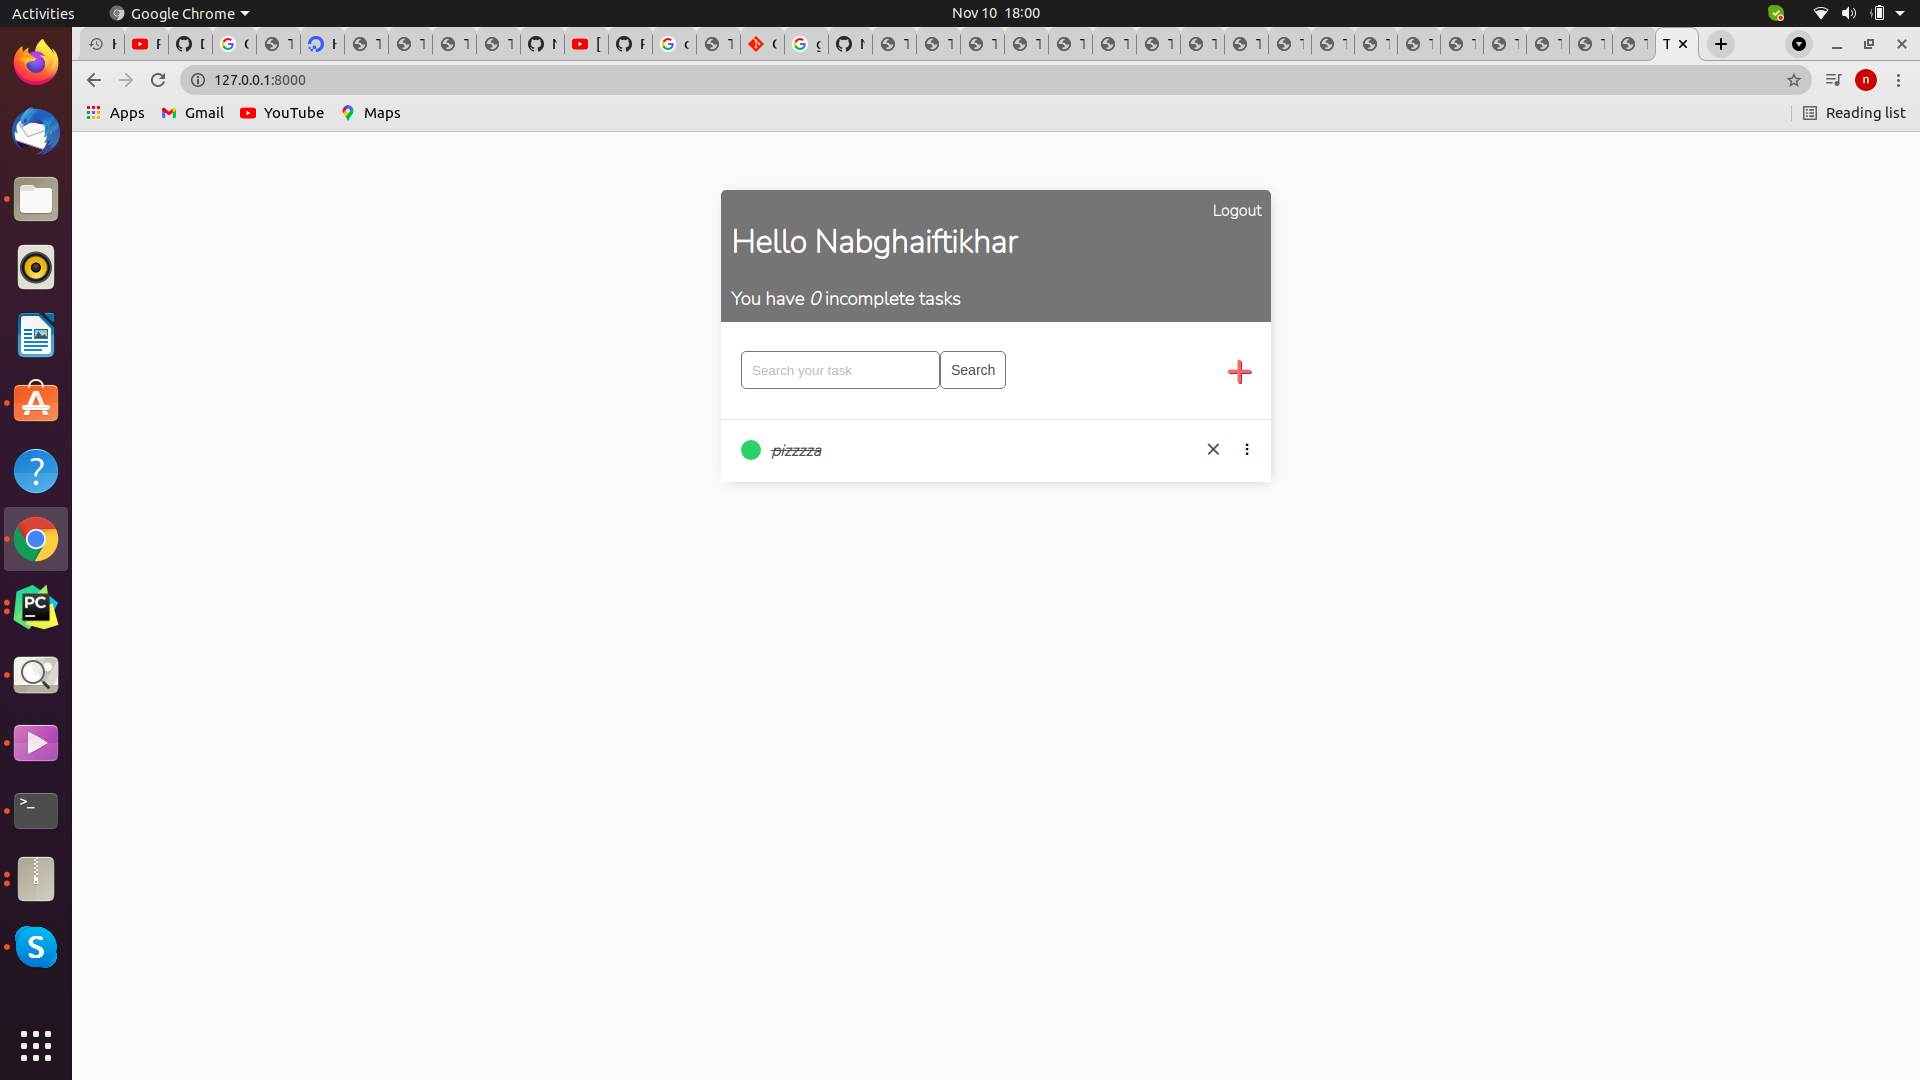 Activities
Google Chrome
Nov 10 18:00
127.0.0.1:8000
n
Apps
Gmail
YouTube
Maps
Reading list
Logout
Hello Nabghaiftikhar
You have 0 incomplete tasks
Search your task
Search
pizzzza
PC
>_
S